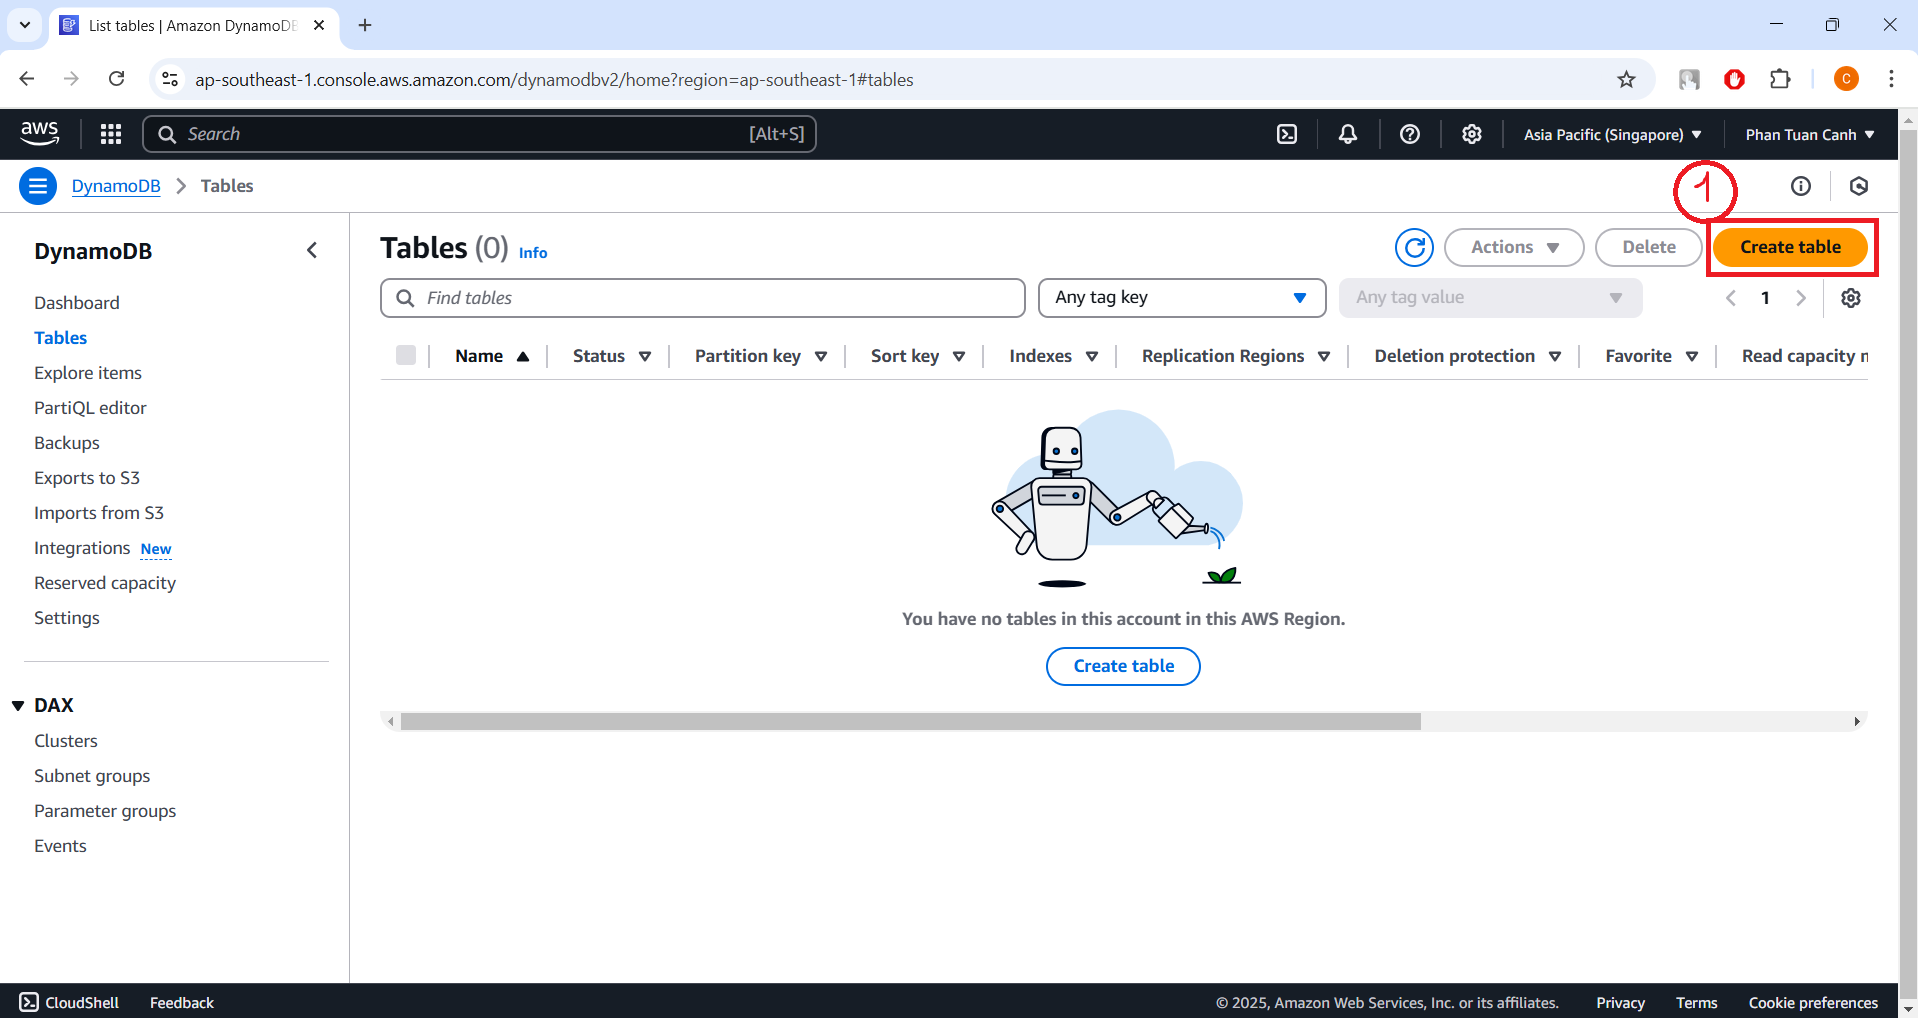 List tables | Amazon DynamoDB
ap-southeast-1.console.aws.amazon.com/dynamodbv2/home?region=ap-southeast-1#tables
C
aws
Search [Alt+S]
Asia Pacific (Singapore)
Phan Tuan Canh
DynamoDB
Tables
1
DynamoDB
Dashboard
Tables
Explore items
PartiQL editor
Backups
Exports to S3
Imports from S3
Integrations New
Reserved capacity
Settings
DAX
Clusters
Subnet groups
Parameter groups
Events
Tables (0) Info
Actions
Delete
Create table
Find tables
Any tag key
Any tag value
1
Name Status Partition key Sort key Indexes Replication Regions Deletion protection Favorite Read capacity
You have no tables in this account in this AWS Region.
Create table
CloudShell
Feedback
© 2025, Amazon Web Services, Inc. or its affiliates.
Privacy
Terms
Cookie preferences